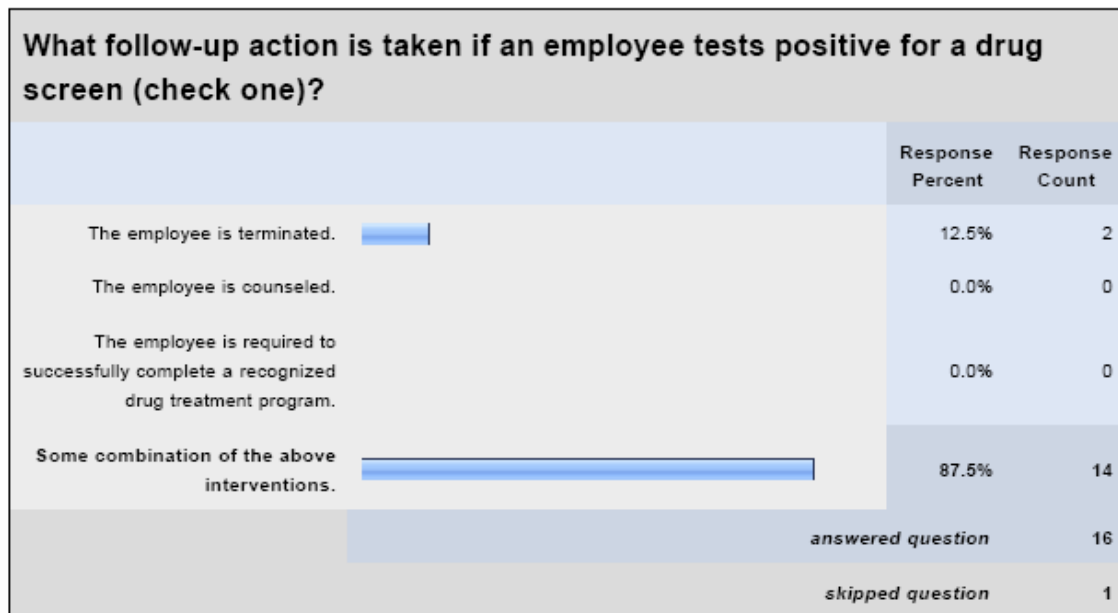 What follow-up action is taken if an employee tests positive for a drug
screen (check one)?
Response
Percent
Response
Count
The employee is terminated.
12.5%
2
The employee is counseled.
0.0%
0
The employee is required to
successfully complete a recognized
drug treatment program.
0.0%
0
Some combination of the above
interventions.
87.5%
14
answered question
16
skipped question
1